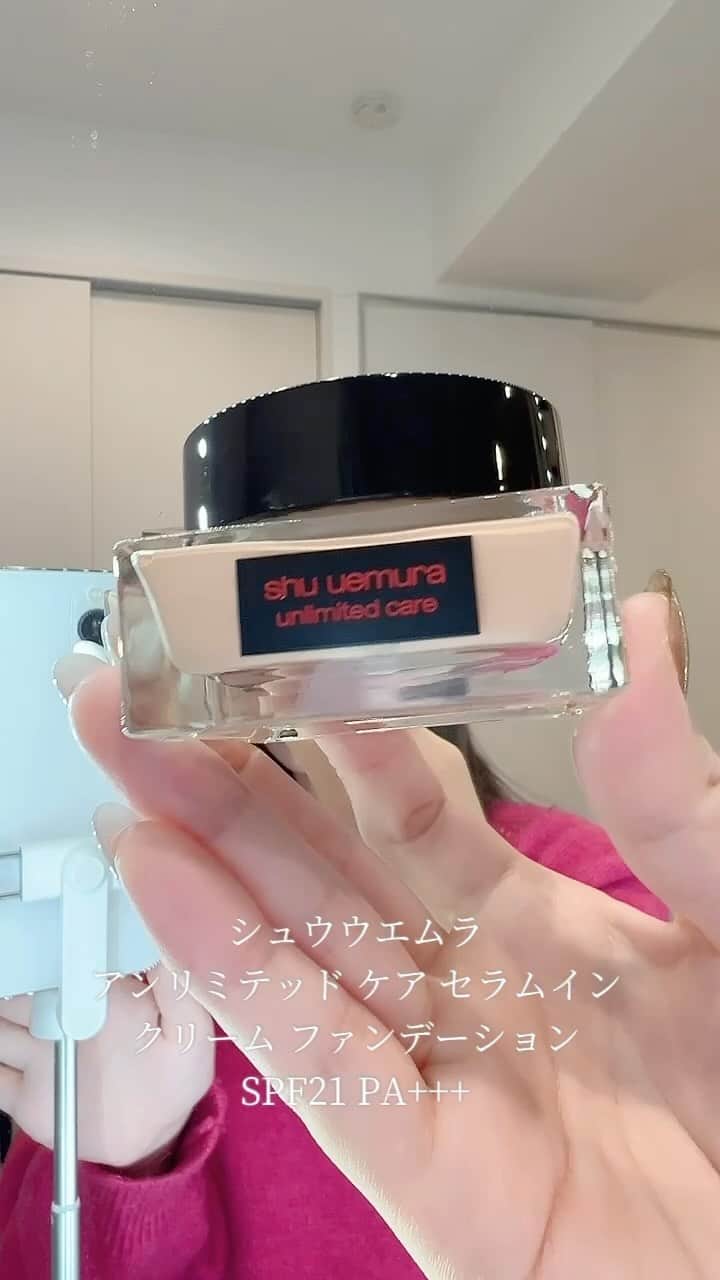 shu uemura
unlimited care
シュウウエムラ
アンリミテッド ケア セラムイン
クリーム ファンデーション
SPF21 PA+++